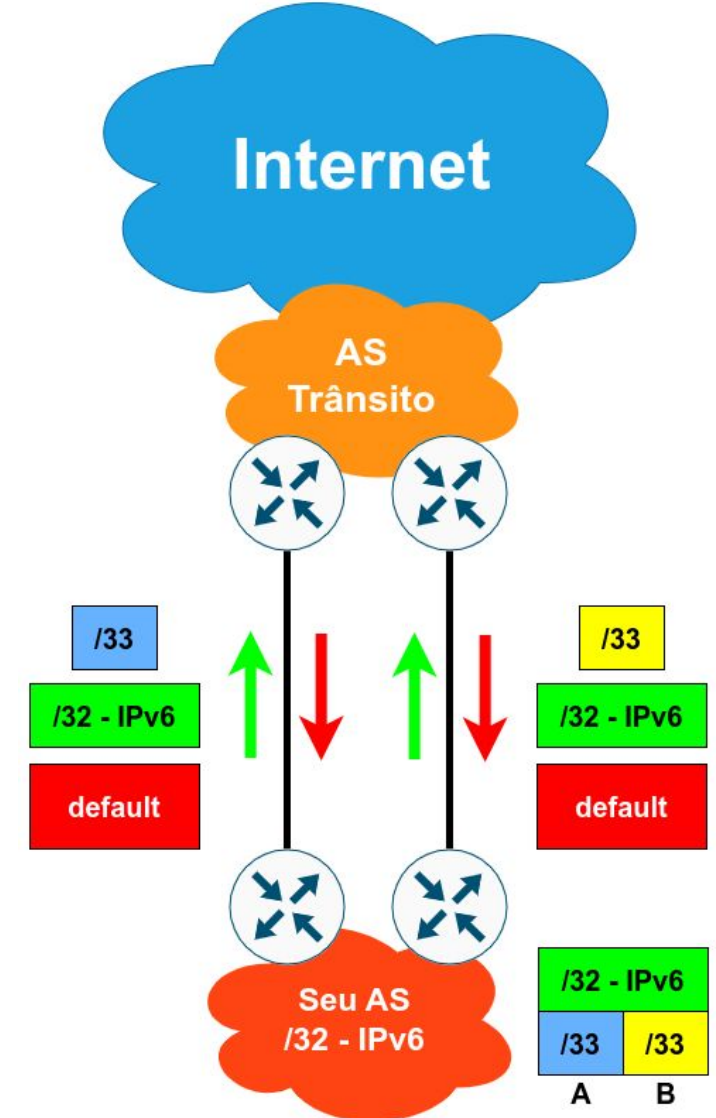 Internet
AS
Trânsito
/33
/32 - IPv6
default
/33
/32 - IPv6
default
Seu AS
/32 - IPv6
/32 - IPv6
/33 /33
A B